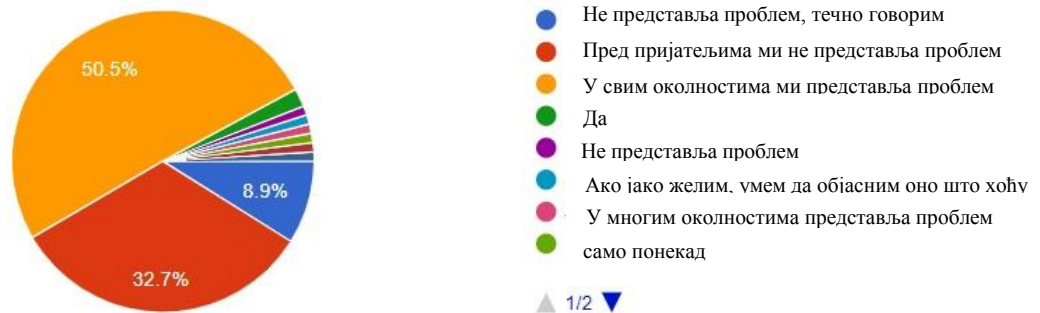 50.5%
8.9%
32.7%
Не представља проблем, течно говорим
Пред пријатељима ми не представља проблем
У свим околностима ми представља проблем
Да
Не представља проблем
Ако јако желим, умем да објасним оно што хоћу
У многим околностима представља проблем
само понекад
1/2